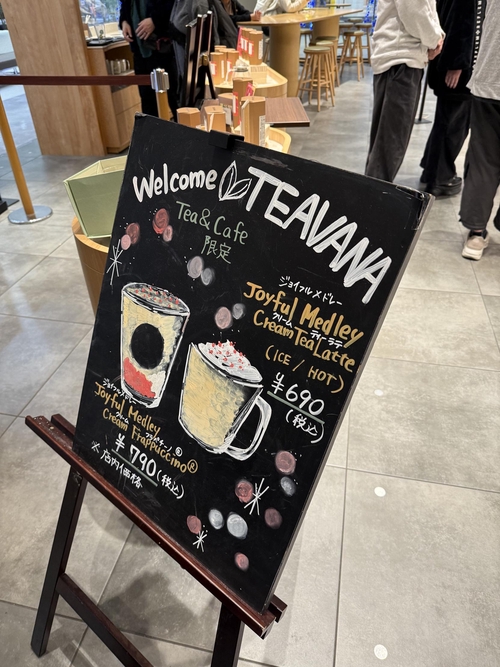 Welcome TEAVANA
Tea & Cafe
限定
ジョイフルメドレー
Joyful Medley
クリーム ティーラテ
Cream Tea Latte
(ICE / HOT)
¥690
(税込)
ジョイフルメドレー
Joyful Medley
クリーム フラペチーノ®
Cream Frappuccino®
¥790(税込)
※店内価格